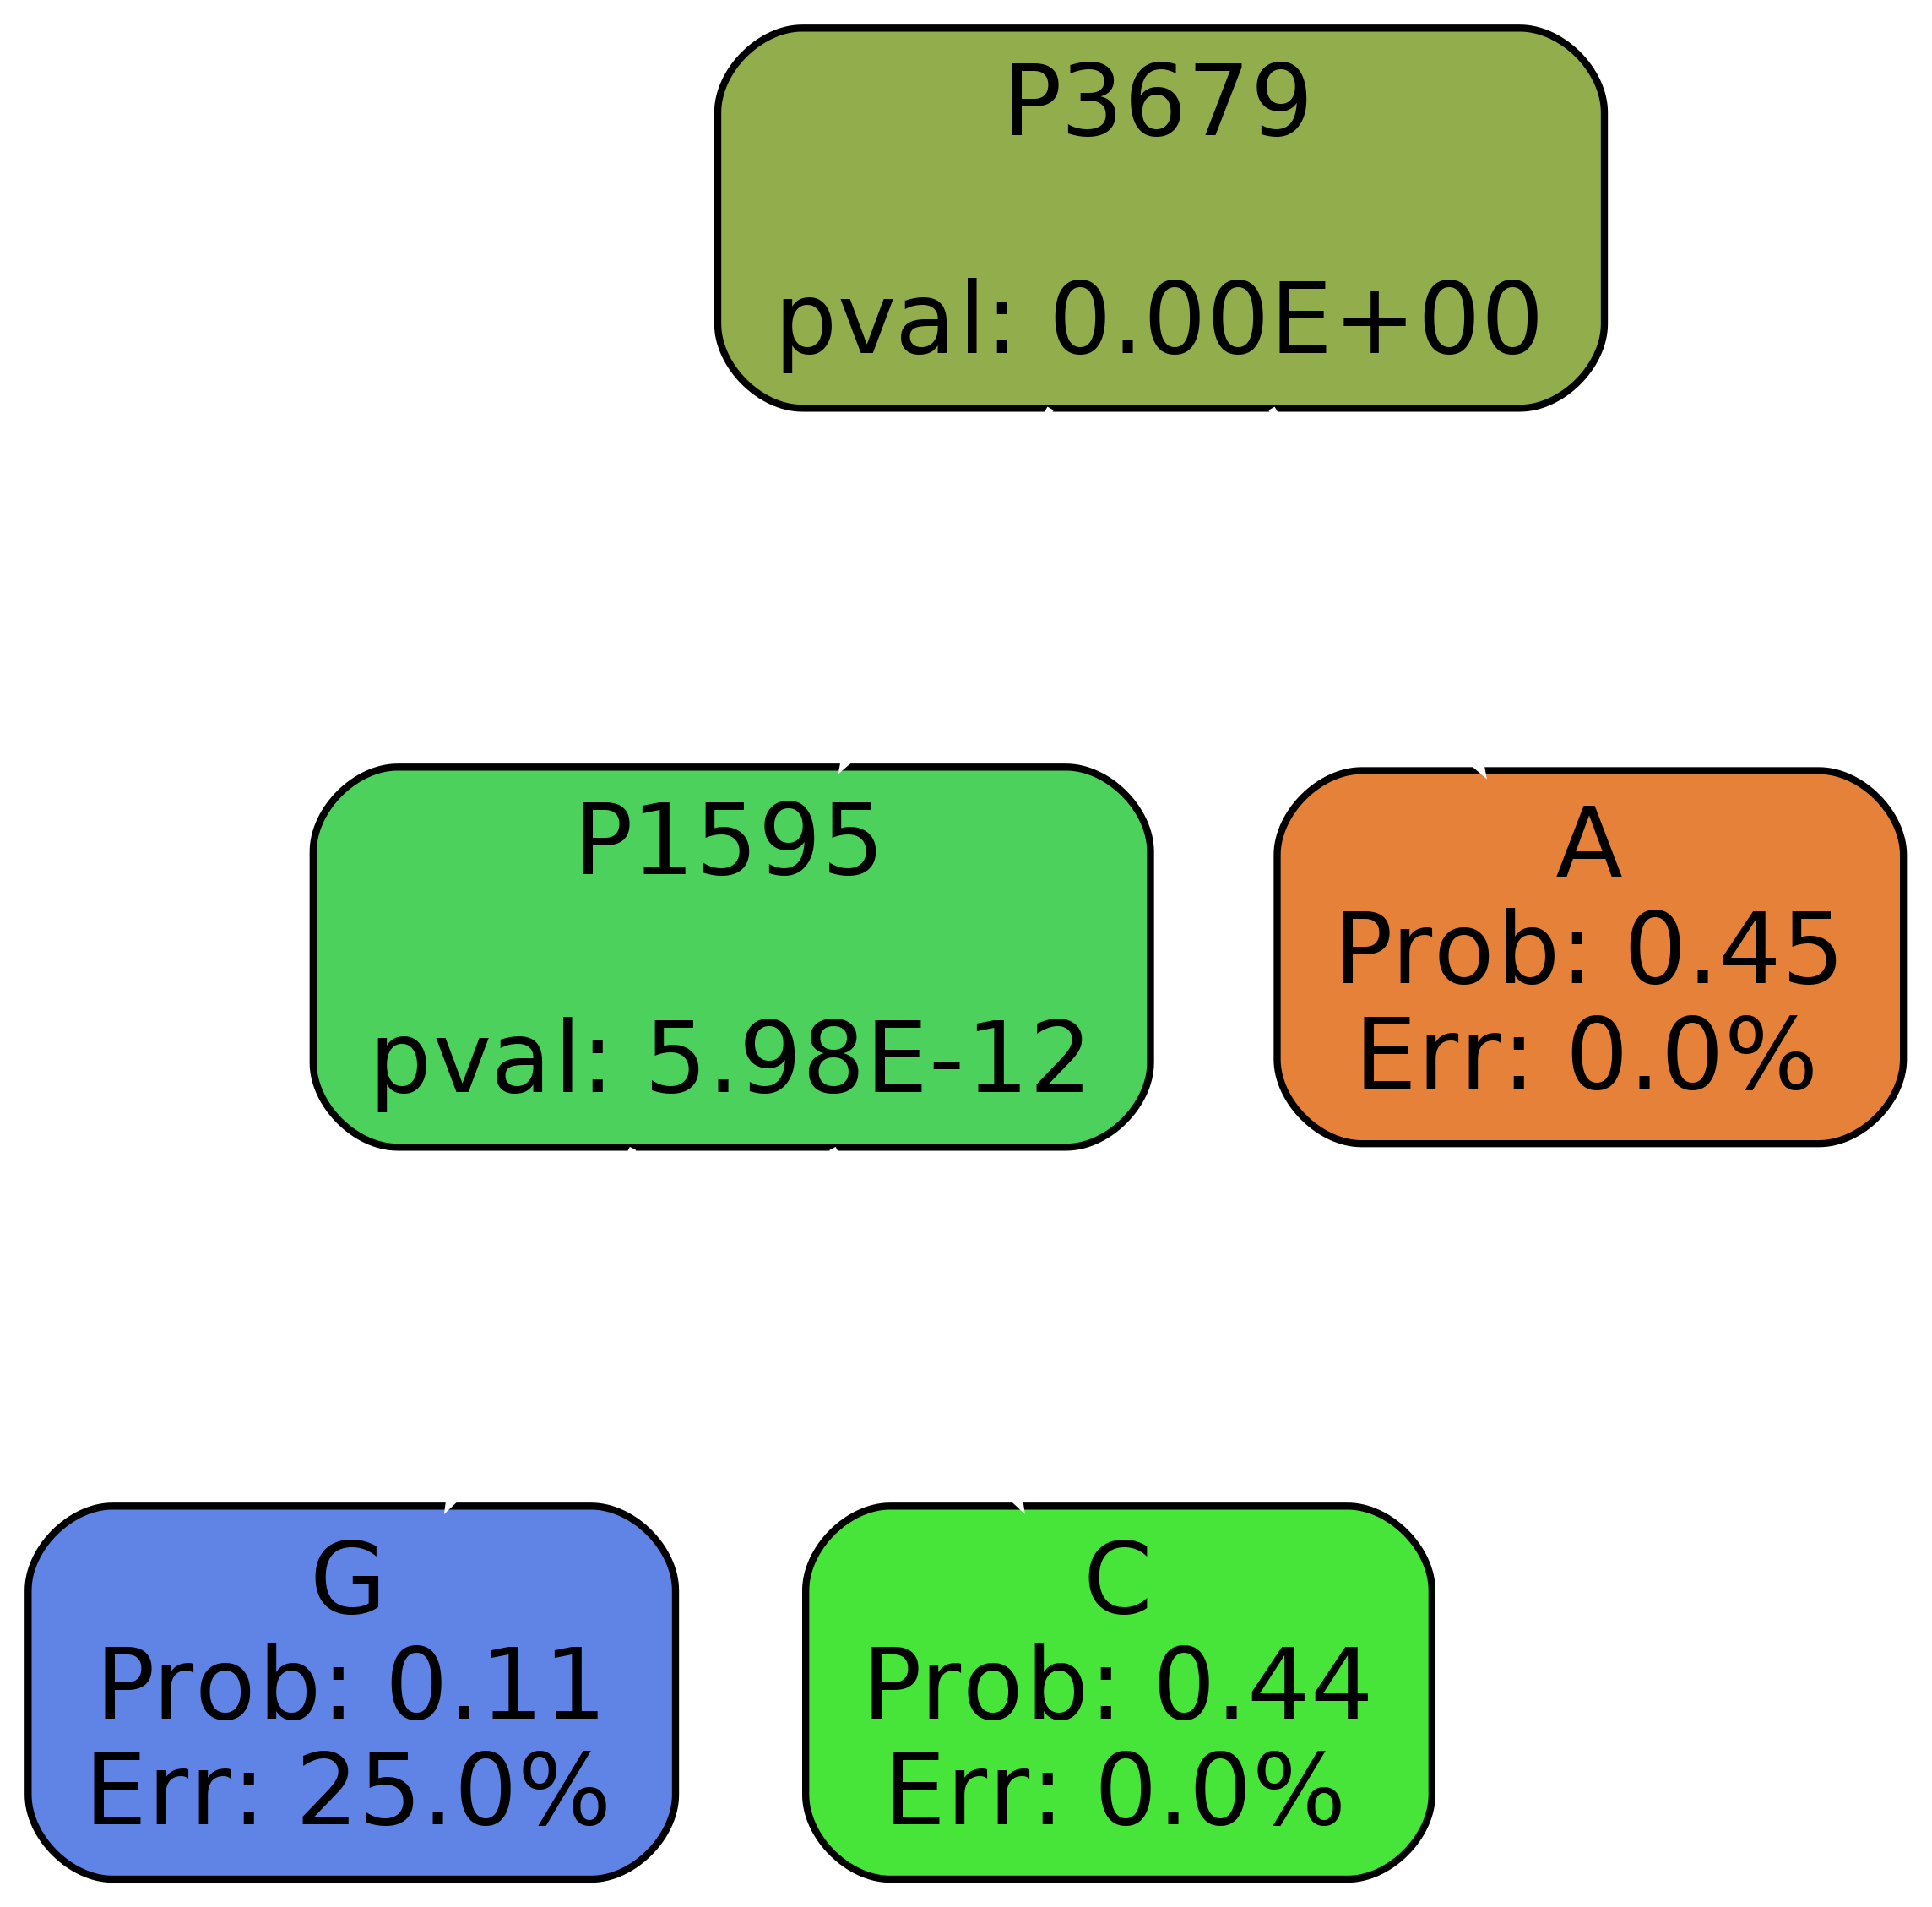 P3679
pval: 0.00E+00
P1595
pval: 5.98E-12
A
Prob: 0.45
Err: 0.0%
G
Prob: 0.11
Err: 25.0%
C
Prob: 0.44
Err: 0.0%